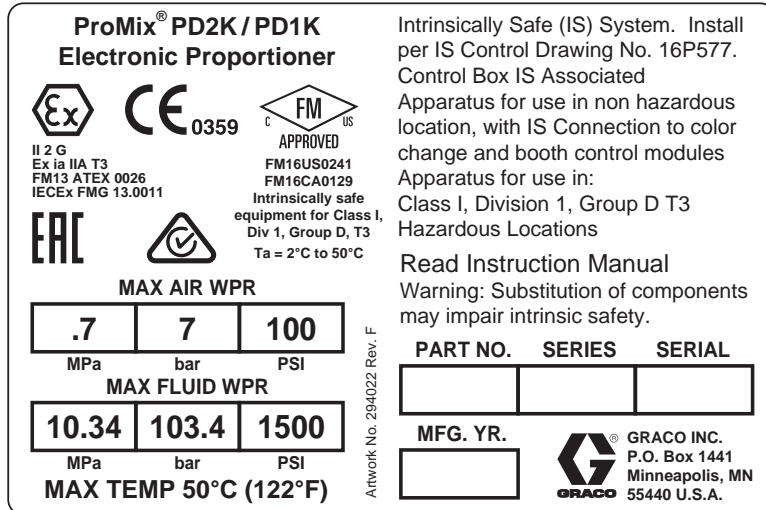 ProMix® PD2K / PD1K
Electronic Proportioner
Ex
CE 0359
FM
C US
APPROVED
II 2 G
Ex ia IIA T3
FM13 ATEX 0026
IECEx FMG 13.0011
FM16US0241
FM16CA0129
Intrinsically safe
equipment for Class I,
Div 1, Group D, T3
Ta = 2°C to 50°C
EAC
MAX AIR WPR
.7 7 100
MPa bar PSI
MAX FLUID WPR
10.34 103.4 1500
MPa bar PSI
MAX TEMP 50°C (122°F)
Artwork No. 294022 Rev. F
Intrinsically Safe (IS) System. Install
per IS Control Drawing No. 16P577.
Control Box IS Associated
Apparatus for use in non hazardous
location, with IS Connection to color
change and booth control modules
Apparatus for use in:
Class I, Division 1, Group D T3
Hazardous Locations
Read Instruction Manual
Warning: Substitution of components
may impair intrinsic safety.
PART NO. SERIES SERIAL
MFG. YR.
GRACO ®
GRACO INC.
P.O. Box 1441
Minneapolis, MN
55440 U.S.A.